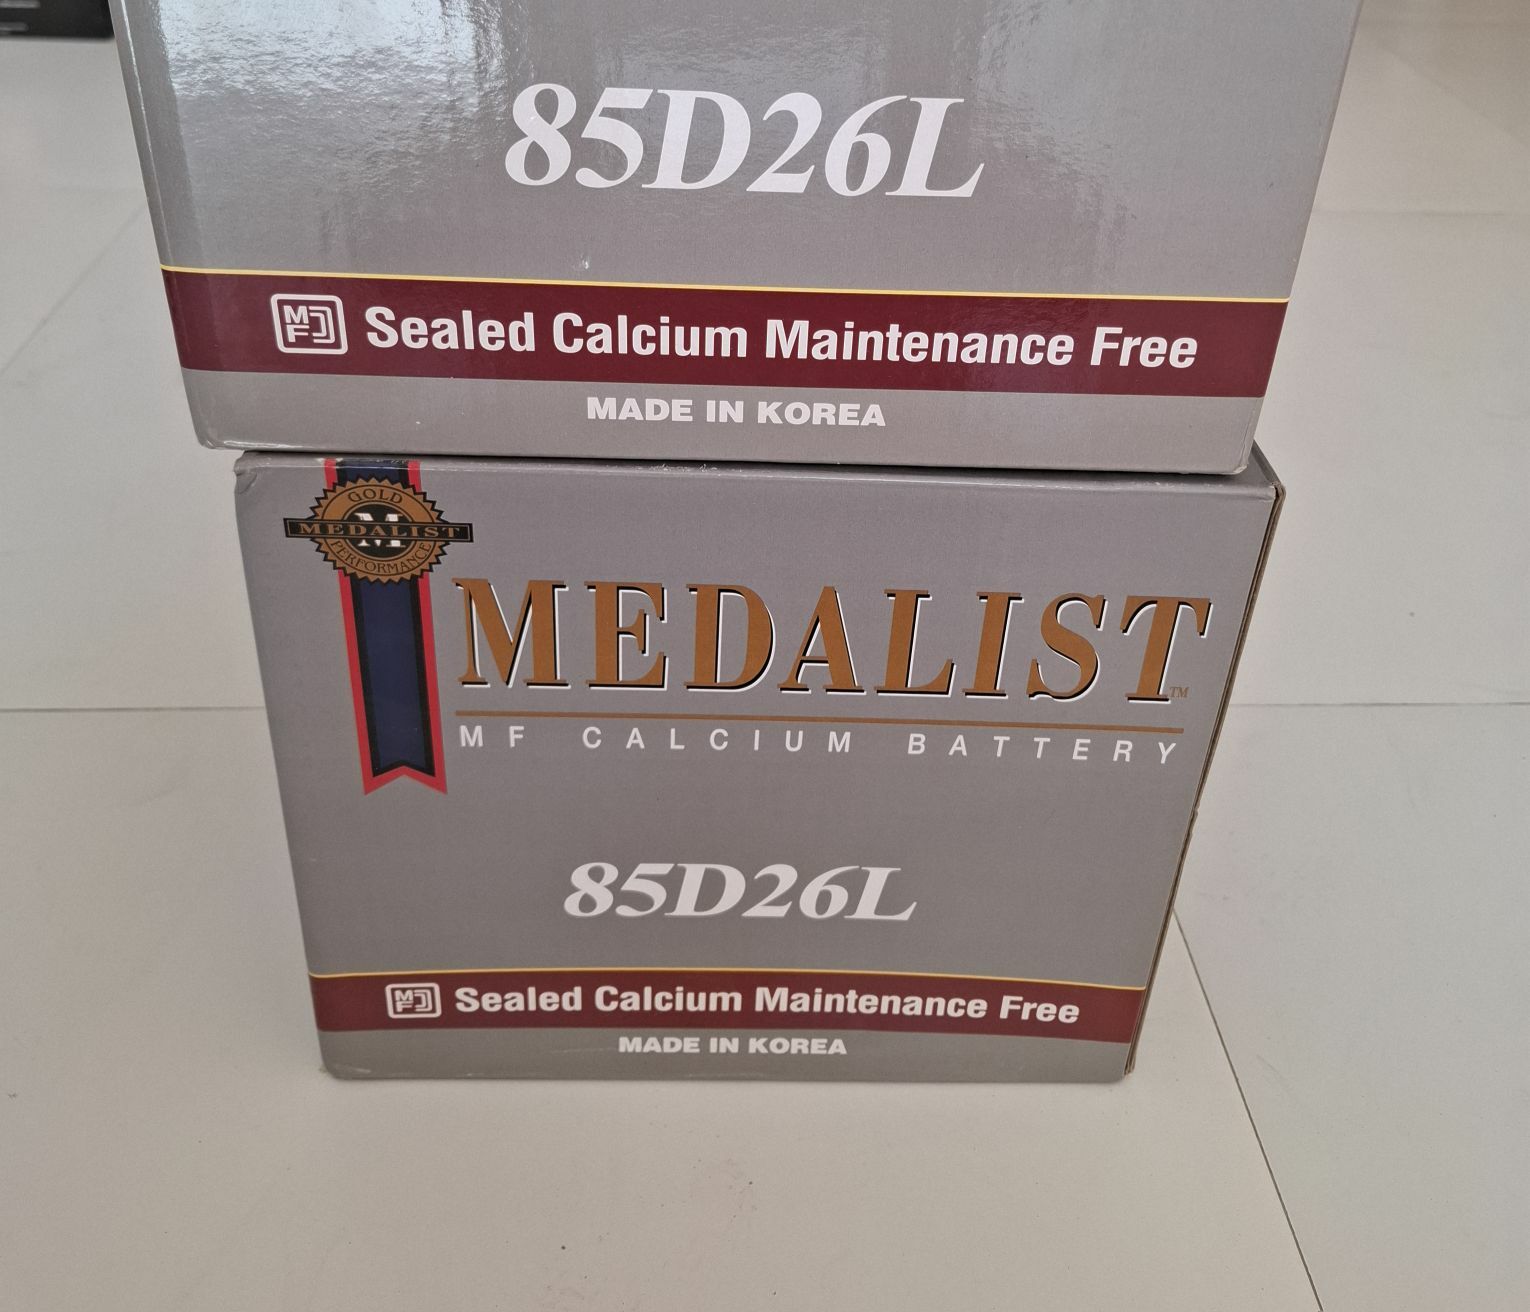 85D26L
MF
Sealed Calcium Maintenance Free
MADE IN KOREA
GOLD
M
MEDALIST
PERFORMANCE
MEDALIST™
MF CALCIUM BATTERY
85D26L
MF
Sealed Calcium Maintenance Free
MADE IN KOREA